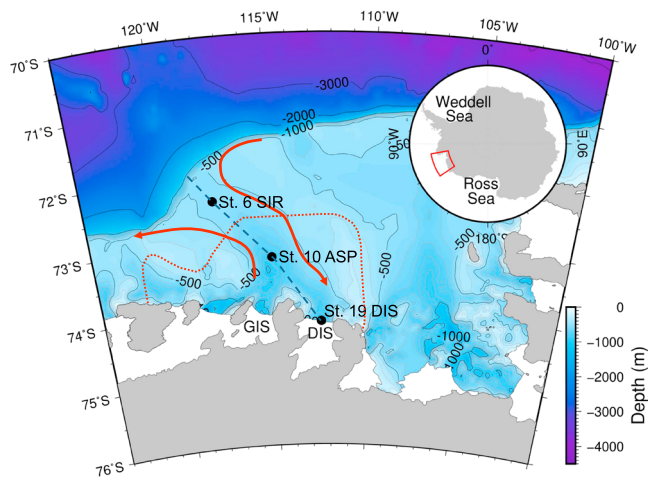 120˚W
115˚W
110˚W
105˚W
100˚W
70˚S
71˚S
72˚S
73˚S
74˚S
75˚S
76˚S
-3000
-2000
-1000
-500
0˚
Weddell
Sea
90˚W
90˚E
Ross
Sea
180˚
St. 6 SIR
St. 10 ASP
St. 19 DIS
-500
-500
-500
-500
-1000
GIS
DIS
0
-1000
-2000
-3000
-4000
Depth (m)